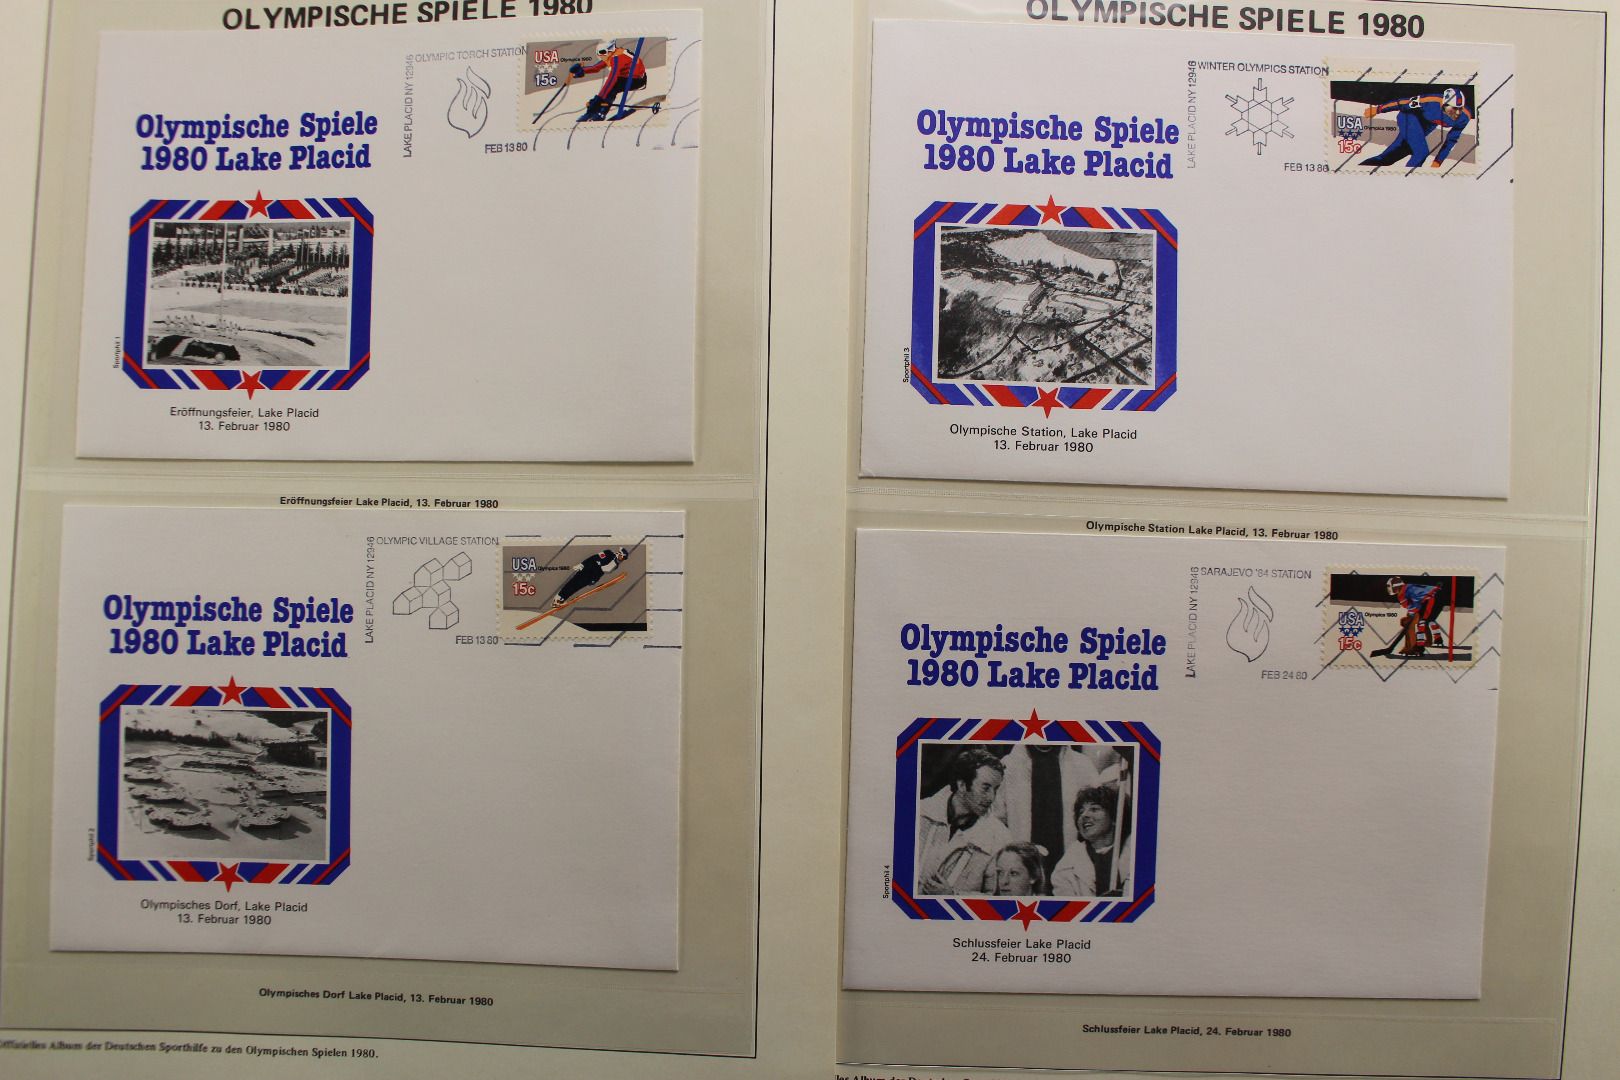 OLYMPISCHE SPIELE 1980
Olympische Spiele
1980 Lake Placid
LAKE PLACID NY 12946
OLYMPIC TORCH STATION
FEB 13 80
USA
Olympics 1980
15c
Sportphil 1
Eröffnungsfeier, Lake Placid
13. Februar 1980
Eröffnungsfeier Lake Placid, 13. Februar 1980
Olympische Spiele
1980 Lake Placid
LAKE PLACID NY 12946
OLYMPIC VILLAGE STATION
FEB 13 80
USA
Olympics 1980
15c
Sportphil 2
Olympisches Dorf, Lake Placid
13. Februar 1980
Olympisches Dorf Lake Placid, 13. Februar 1980
Offizielles Album der Deutschen Sporthilfe zu den Olympischen Spielen 1980.
OLYMPISCHE SPIELE 1980
Olympische Spiele
1980 Lake Placid
LAKE PLACID NY 12946
WINTER OLYMPICS STATION
FEB 13 80
USA
Olympics 1980
15c
Sportphil 3
Olympische Station, Lake Placid
13. Februar 1980
Olympische Station Lake Placid, 13. Februar 1980
Olympische Spiele
1980 Lake Placid
LAKE PLACID NY 12946
SARAJEVO '84 STATION
FEB 24 80
USA
Olympics 1980
15c
Sportphil 4
Schlussfeier Lake Placid
24. Februar 1980
Schlussfeier Lake Placid, 24. Februar 1980
Album der